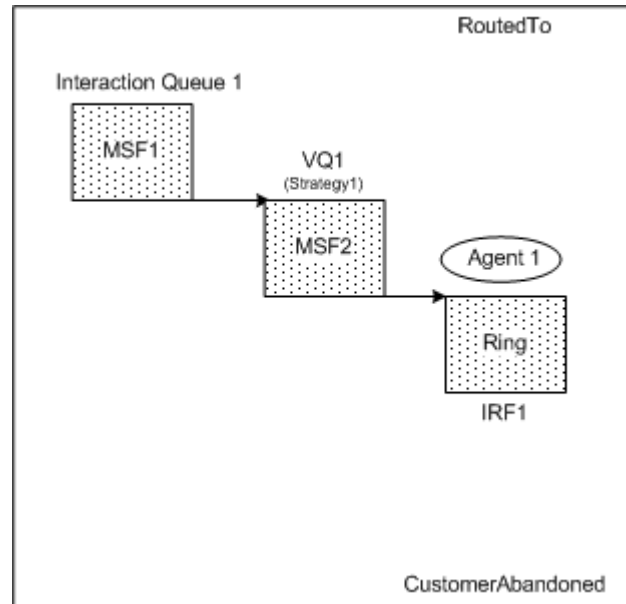 RoutedTo
Interaction Queue 1
MSF1
VQ1
(Strategy1)
MSF2
Agent 1
Ring
IRF1
CustomerAbandoned